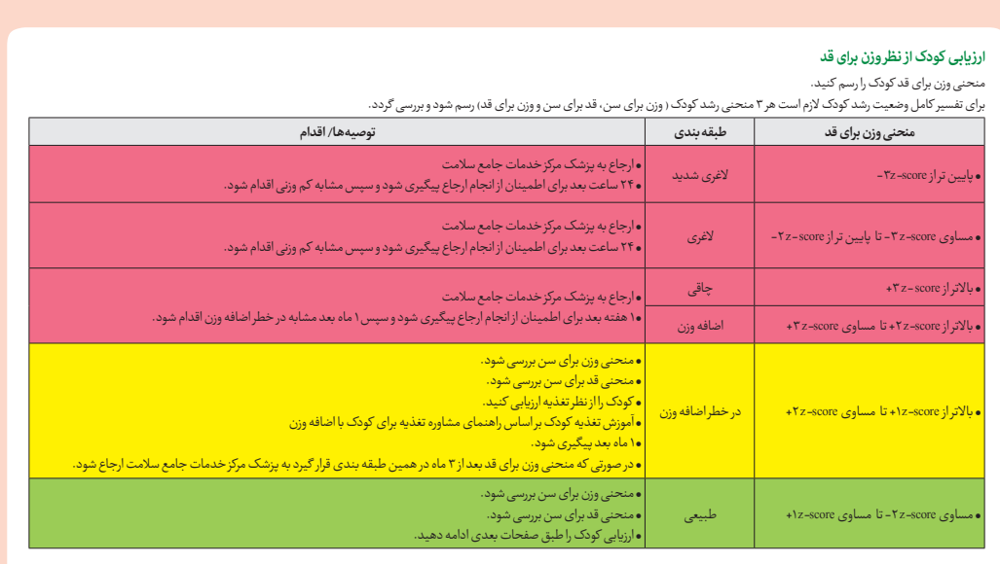 ارزیابی کودک از نظر وزن برای قد
منحنی وزن برای قد کودک را رسم کنید.
برای تفسیر کامل وضعیت رشد کودک لازم است هر ۳ منحنی رشد کودک (وزن برای سن، قد برای سن و وزن برای قد) رسم شود و بررسی گردد.
منحنی وزن برای قد
طبقه بندی
توصیه‌ها/ اقدام
• پایین تر از ۳z-score-
لاغری شدید
• ارجاع به پزشک مرکز خدمات جامع سلامت
• ۲۴ ساعت بعد برای اطمینان از انجام ارجاع پیگیری شود و سپس مشابه کم وزنی اقدام شود.
• مساوی ۳z-score- تا پایین تر از ۲z-score-
لاغری
• ارجاع به پزشک مرکز خدمات جامع سلامت
• ۲۴ ساعت بعد برای اطمینان از انجام ارجاع پیگیری شود و سپس مشابه کم وزنی اقدام شود.
• بالاتر از ۳z-score+
چاقی
• بالاتر از ۲z-score+ تا مساوی ۳z-score+
اضافه وزن
• ارجاع به پزشک مرکز خدمات جامع سلامت
• ۱ هفته بعد برای اطمینان از انجام ارجاع پیگیری شود و سپس ۱ ماه بعد مشابه در خطر اضافه وزن اقدام شود.
• بالاتر از ۱z-score+ تا مساوی ۲z-score+
در خطر اضافه وزن
• منحنی وزن برای سن بررسی شود.
• منحنی قد برای سن بررسی شود.
• کودک را از نظر تغذیه ارزیابی کنید.
• آموزش تغذیه کودک بر اساس راهنمای مشاوره تغذیه برای کودک با اضافه وزن
• ۱ ماه بعد پیگیری شود.
• در صورتی که منحنی وزن برای قد بعد از ۳ ماه در همین طبقه بندی قرار گیرد به پزشک مرکز خدمات جامع سلامت ارجاع شود.
• مساوی ۲z-score- تا مساوی ۱z-score+
طبیعی
• منحنی وزن برای سن بررسی شود.
• منحنی قد برای سن بررسی شود.
• ارزیابی کودک را طبق صفحات بعدی ادامه دهید.